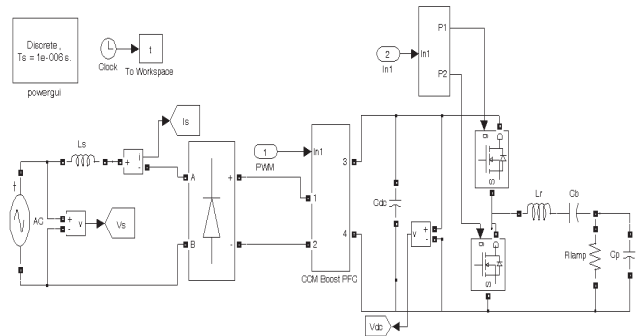 Discrete,
Ts = 1e-006 s.
powergui
Clock
t
To Workspace
Ls
+
i
-
Is
AC
+
-
v
Vs
A
B
+
-
1
PWM
In1
1
2
3
4
CCM Boost PFC
2
In1
In1
P1
P2
Cdc
v
+
-
Vdc
g
D
S
g
D
S
Lr
Cb
Rlamp
Cp